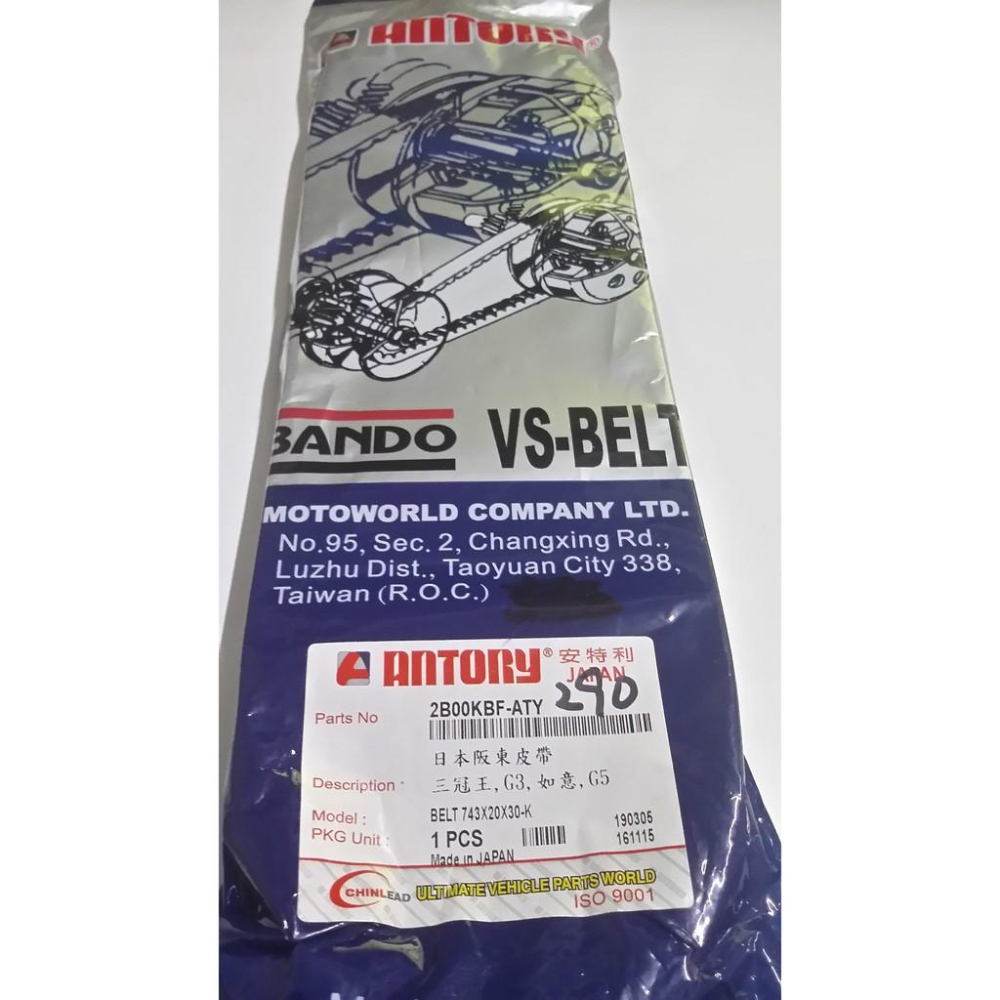 ANTORY®
BANDO VS-BELT
MOTOWORLD COMPANY LTD.
No.95, Sec. 2, Changxing Rd.,
Luzhu Dist., Taoyuan City 338,
Taiwan (R.O.C.)
ANTORY® 安特利
JAPAN
290
Parts No 2B00KBF-ATY
日本阪東皮帶
Description : 三冠王,G3,如意,G5
Model : BELT 743X20X30-K 190305
PKG Unit : 1 PCS 161115
Made in JAPAN
CHINLEAD ULTIMATE VEHICLE PARTS WORLD
ISO 9001